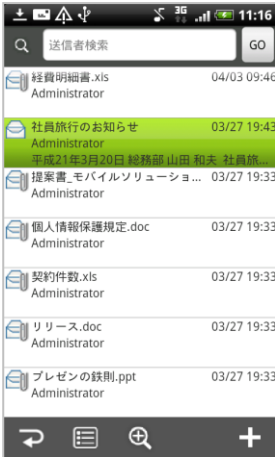 3G 11:16
送信者検索 GO
経費明細書.xls 04/03 09:46
Administrator
社員旅行のお知らせ 03/27 19:43
Administrator
平成21年3月20日 総務部 山田 和夫 社員旅...
提案書_モバイルソリューショ... 03/27 19:33
Administrator
個人情報保護規定.doc 03/27 19:33
Administrator
契約件数.xls 03/27 19:33
Administrator
リリース.doc 03/27 19:33
Administrator
プレゼンの鉄則.ppt 03/27 19:33
Administrator